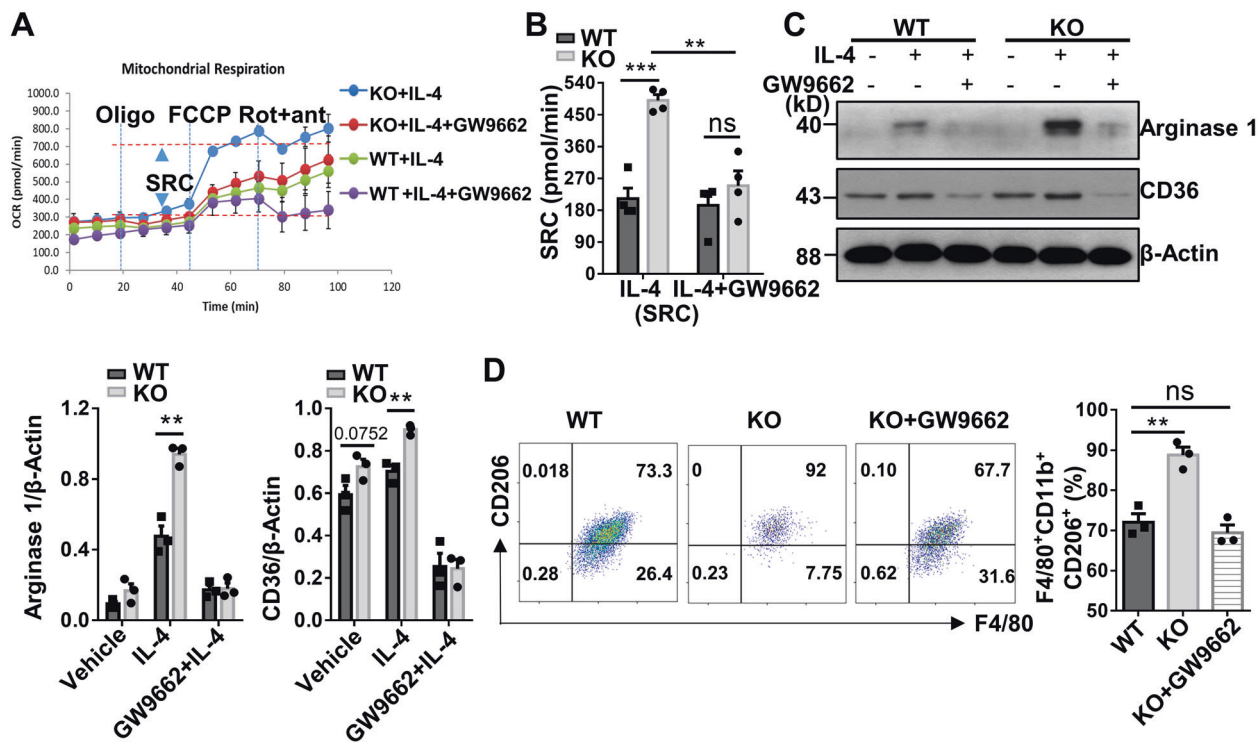 A
Mitochondrial Respiration
1000.0
900.0
800.0
700.0
600.0
500.0
400.0
300.0
200.0
100.0
0.0
OCR (pmol/min)
Oligo FCCP Rot+ant
SRC
KO+IL-4
KO+IL-4+GW9662
WT+IL-4
WT+IL-4+GW9662
0 20 40 60 80 100 120
Time (min)
B
WT
KO
**
***
ns
540
450
360
270
180
90
0
SRC (pmol/min)
IL-4 IL-4+GW9662
(SRC)
C
WT KO
IL-4 - + + - + +
GW9662 + +
(kD)
40 Arginase 1
43 CD36
88 β-Actin
WT
KO
**
1.2
0.8
0.4
0.0
Arginase 1/β-Actin
Vehicle
IL-4
GW9662+IL-4
WT
KO
0.0752
**
1.0
0.8
0.6
0.4
0.2
0.0
CD36/β-Actin
Vehicle
IL-4
GW9662+IL-4
D
WT KO KO+GW9662
0.018 73.3
0.28 26.4
0 92
0.23 7.75
0.10 67.7
0.62 31.6
CD206
F4/80
ns
**
100
90
80
70
60
50
F4/80+CD11b+
CD206+ (%)
WT
KO
KO+GW9662